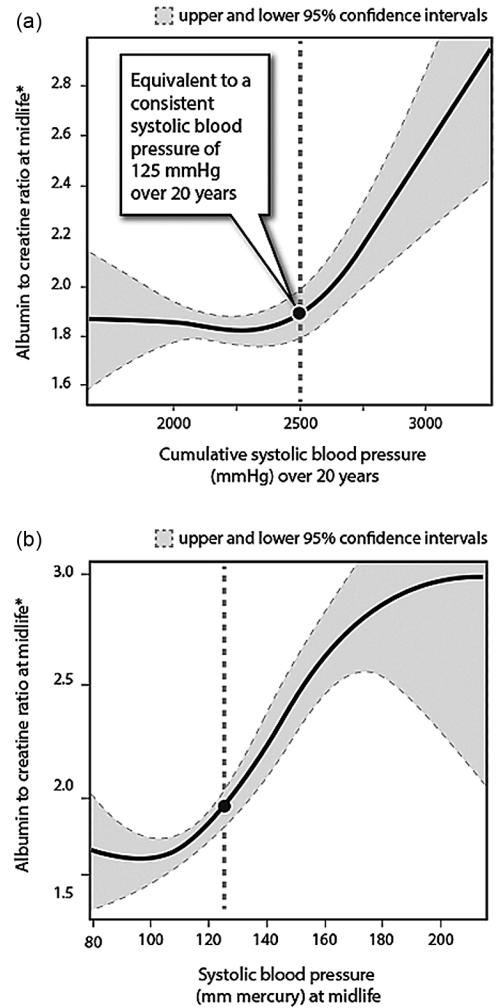 (a)
upper and lower 95% confidence intervals
Albumin to creatine ratio at midlife*
2.8
2.6
2.4
2.2
2.0
1.8
1.6
Equivalent to a
consistent
systolic blood
pressure of
125 mmHg
over 20 years
2000 2500 3000
Cumulative systolic blood pressure
(mmHg) over 20 years
(b)
upper and lower 95% confidence intervals
Albumin to creatine ratio at midlife*
3.0
2.5
2.0
1.5
80 100 120 140 160 180 200
Systolic blood pressure
(mm mercury) at midlife